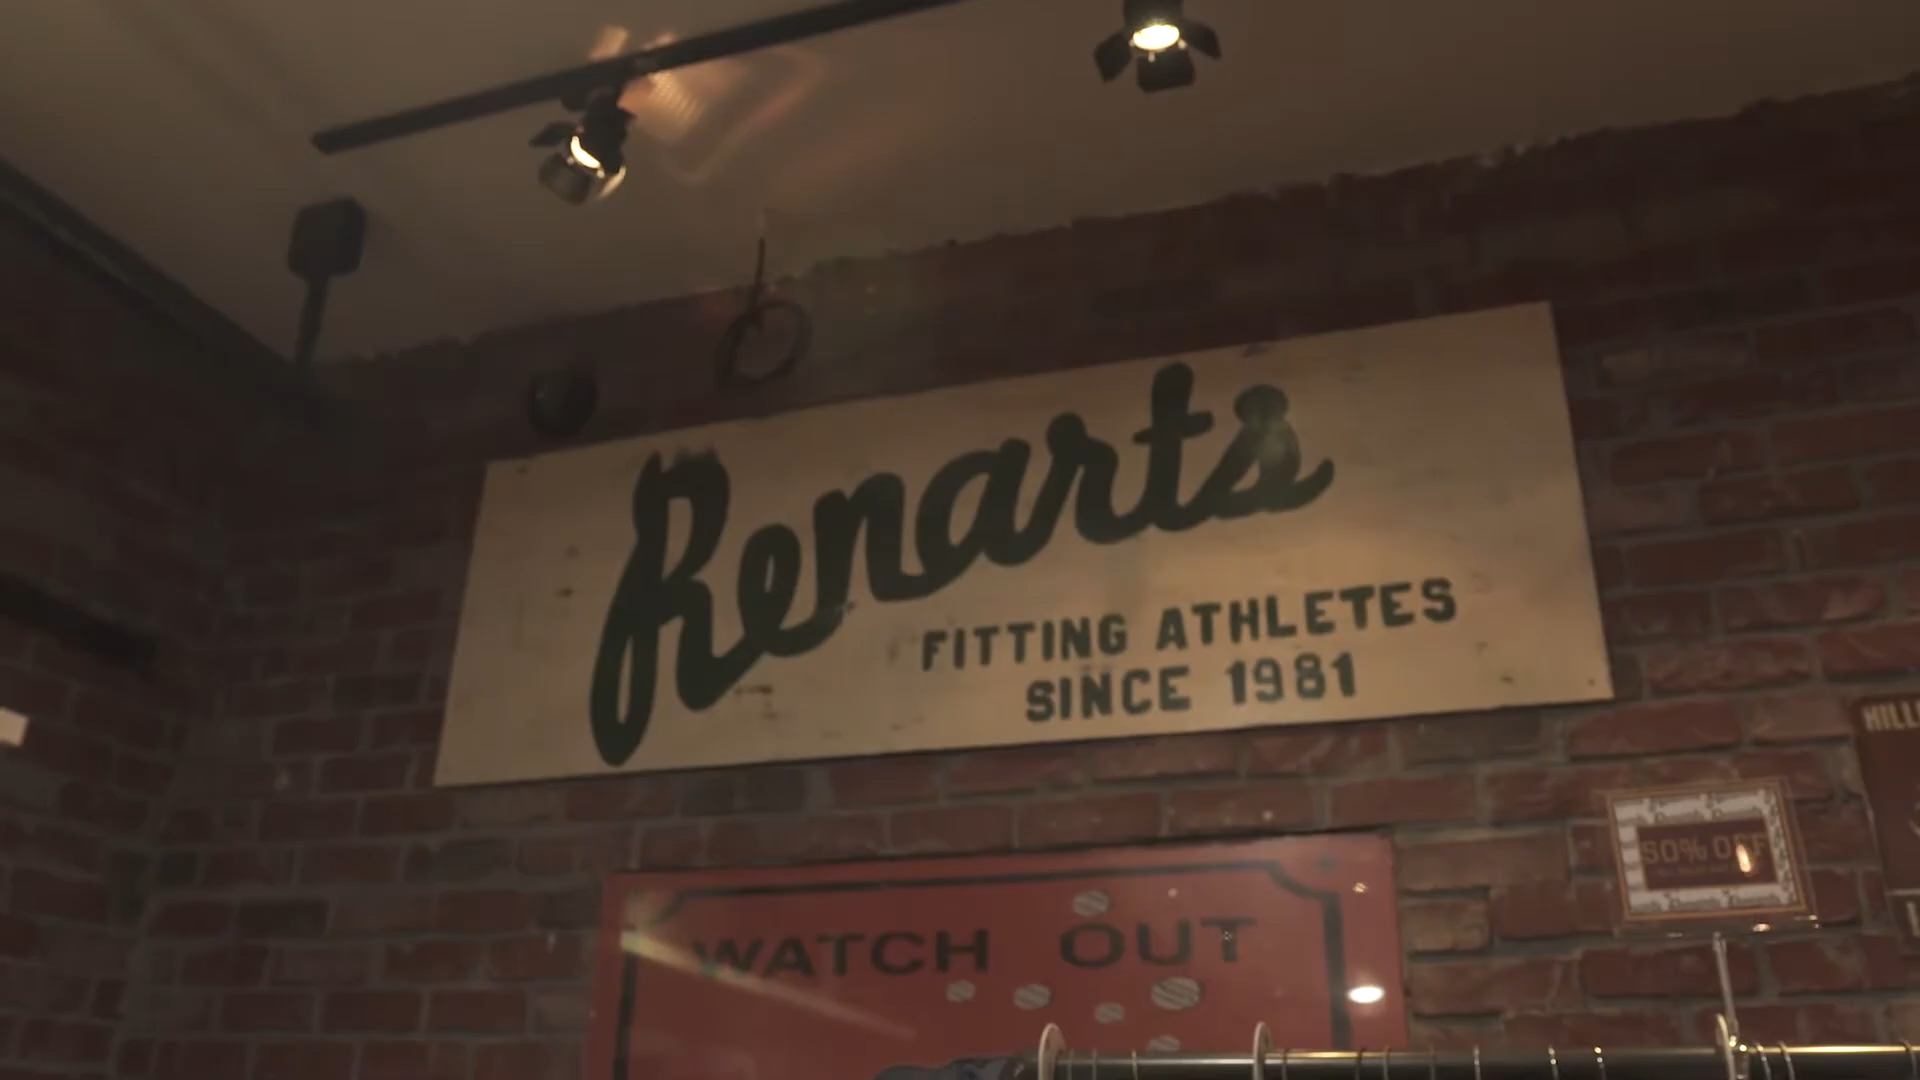 Renarts
FITTING ATHLETES
SINCE 1981
WATCH OUT
50% OFF